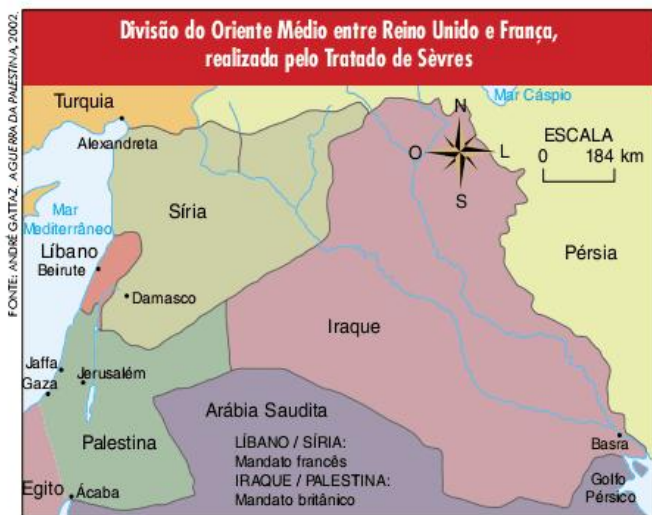 Divisão do Oriente Médio entre Reino Unido e França,
realizada pelo Tratado de Sèvres
FONTE: ANDRÉ GATTAZ. A GUERRA DA PALESTINA, 2002.
Turquia
Mar Cáspio
N
Alexandreta
ESCALA
O
L
0 184 km
S
Síria
Mar
Mediterrâneo
Líbano
Beirute
Pérsia
Damasco
Iraque
Jaffa
Jerusalém
Gaza
Arábia Saudita
Palestina
LÍBANO / SÍRIA:
Mandato francês
IRAQUE / PALESTINA:
Mandato britânico
Basra
Golfo
Pérsico
Egito
Ácaba